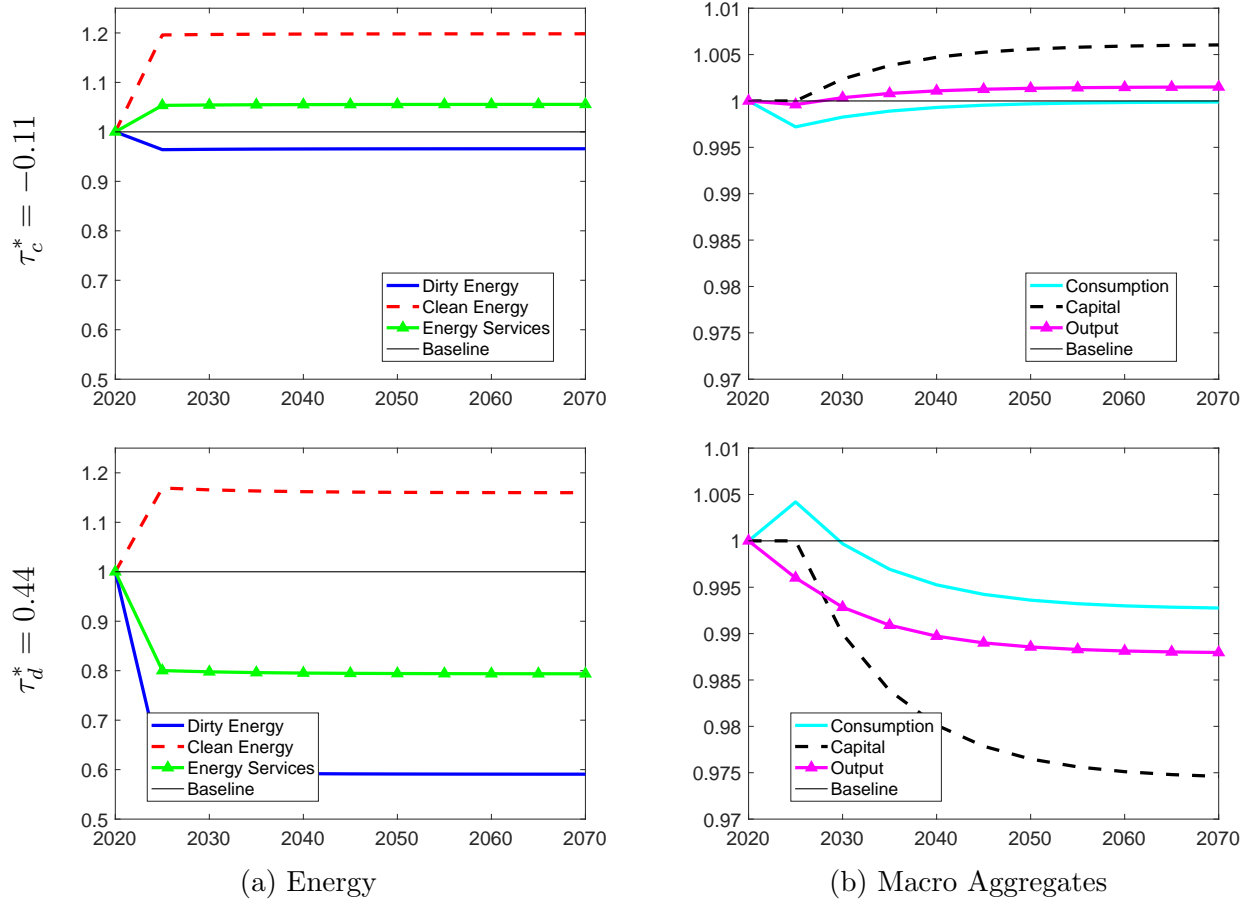 τ*c = −0.11
1.2
1.1
1
0.9
0.8
0.7
0.6
0.5
Dirty Energy
Clean Energy
Energy Services
Baseline
2020 2030 2040 2050 2060 2070
1.01
1.005
1
0.995
0.99
0.985
0.98
0.975
0.97
Consumption
Capital
Output
Baseline
2020 2030 2040 2050 2060 2070
τ*d = 0.44
1.2
1.1
1
0.9
0.8
0.7
0.6
0.5
Dirty Energy
Clean Energy
Energy Services
Baseline
2020 2030 2040 2050 2060 2070
(a) Energy
1.01
1.005
1
0.995
0.99
0.985
0.98
0.975
0.97
Consumption
Capital
Output
Baseline
2020 2030 2040 2050 2060 2070
(b) Macro Aggregates